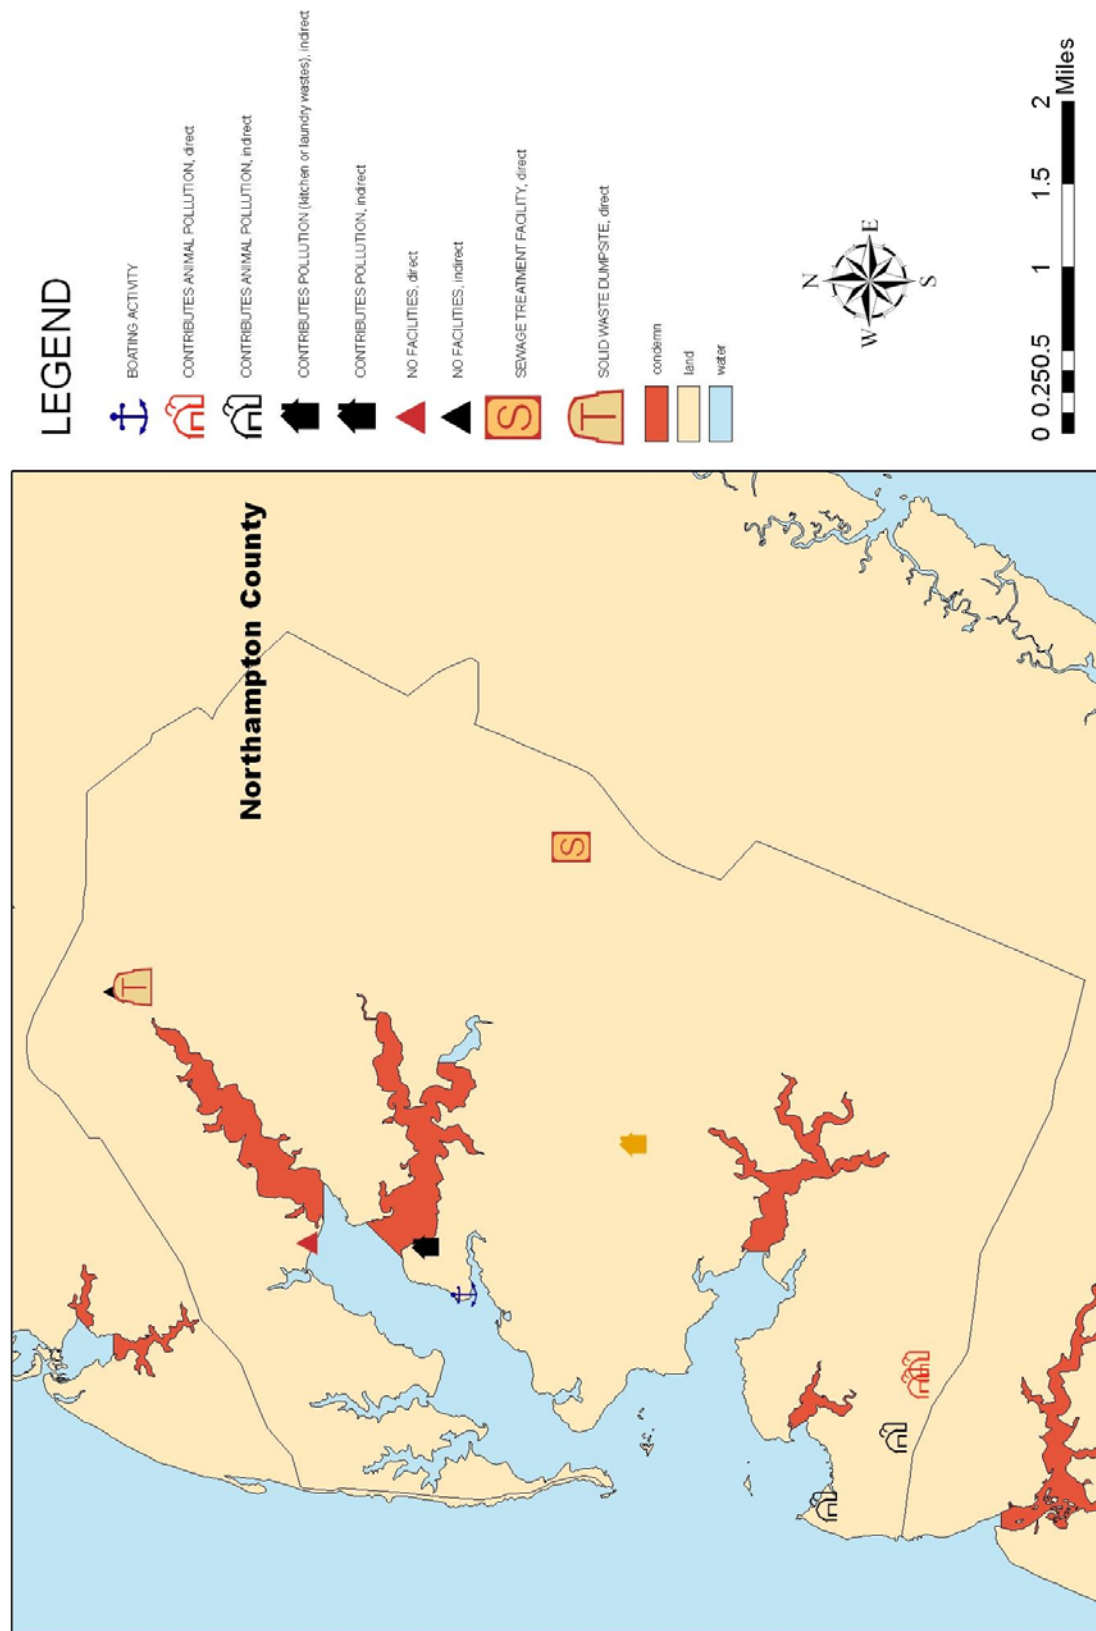 LEGEND
BOATING ACTIVITY
CONTRIBUTES ANIMAL POLLUTION, direct
CONTRIBUTES ANIMAL POLLUTION, indirect
CONTRIBUTES POLLUTION (kitchen or laundry wastes), indirect
CONTRIBUTES POLLUTION, indirect
NO FACILITIES, direct
NO FACILITIES, indirect
S SEWAGE TREATMENT FACILITY, direct
T SOLID WASTE DUMPSITE, direct
condemn
land
water
N
W E
S
0 0.250.5 1 1.5 2
Miles
Northampton County
T
S